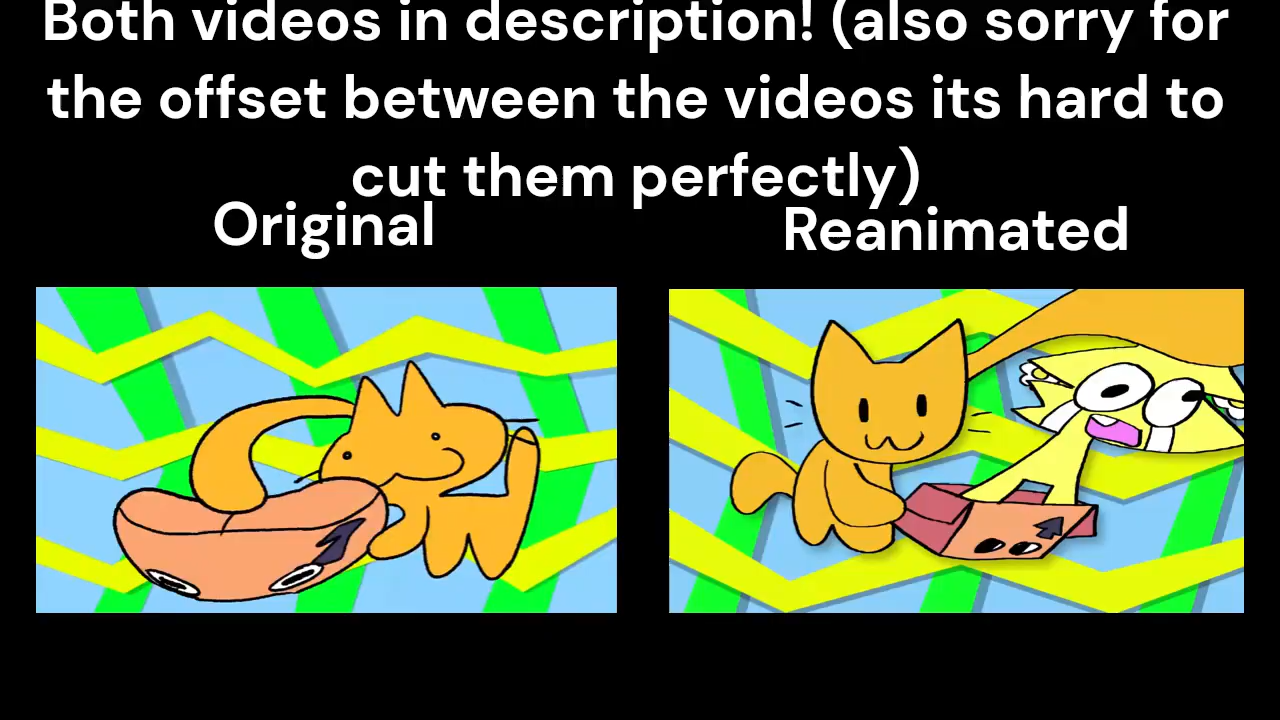 Both videos in description! (also sorry for
the offset between the videos its hard to
cut them perfectly)
Original
Reanimated